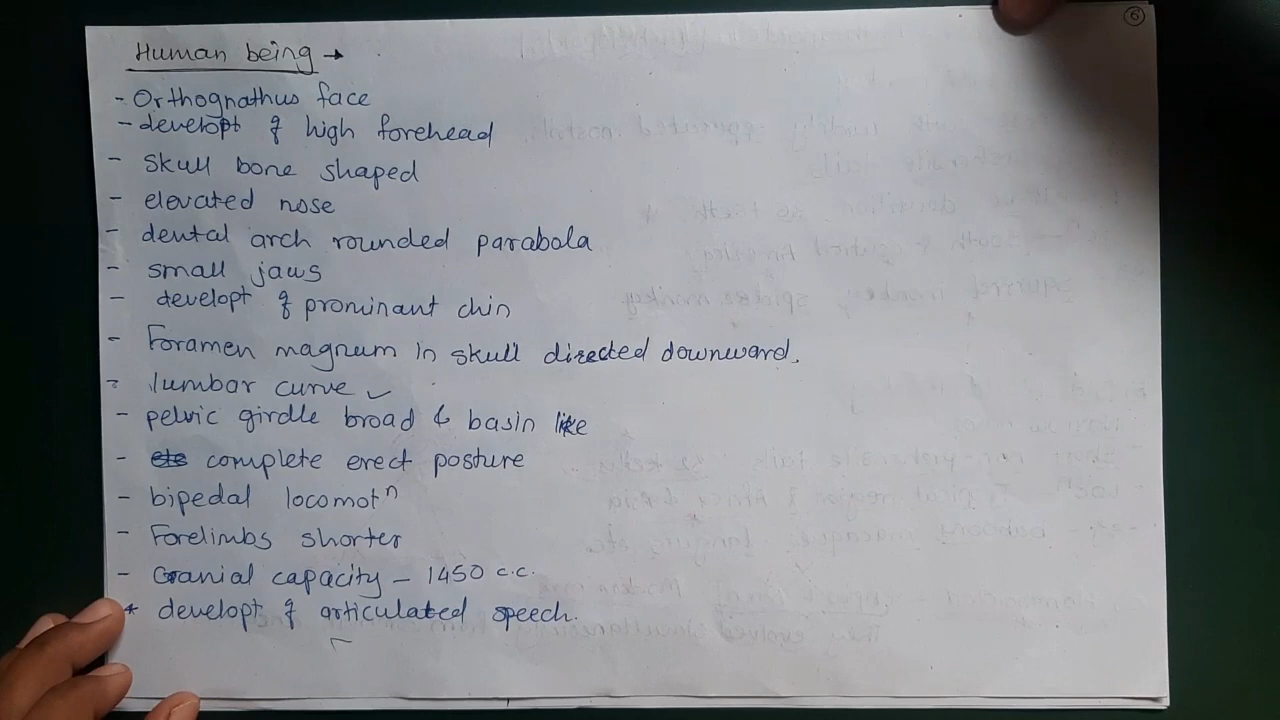 6
Human being →
- Orthognathus face
- developt of high forehead
- Skull bone shaped
- elevated nose
- dental arch rounded parabola
- small jaws
- developt of prominant chin
- Foramen magnum in skull directed downward.
- lumbar curve ✓
- pelvic girdle broad & basin like
- complete erect posture
- bipedal locomotⁿ
- Forelimbs shorter
- Cranial capacity – 1450 c.c.
* developt of articulated speech.